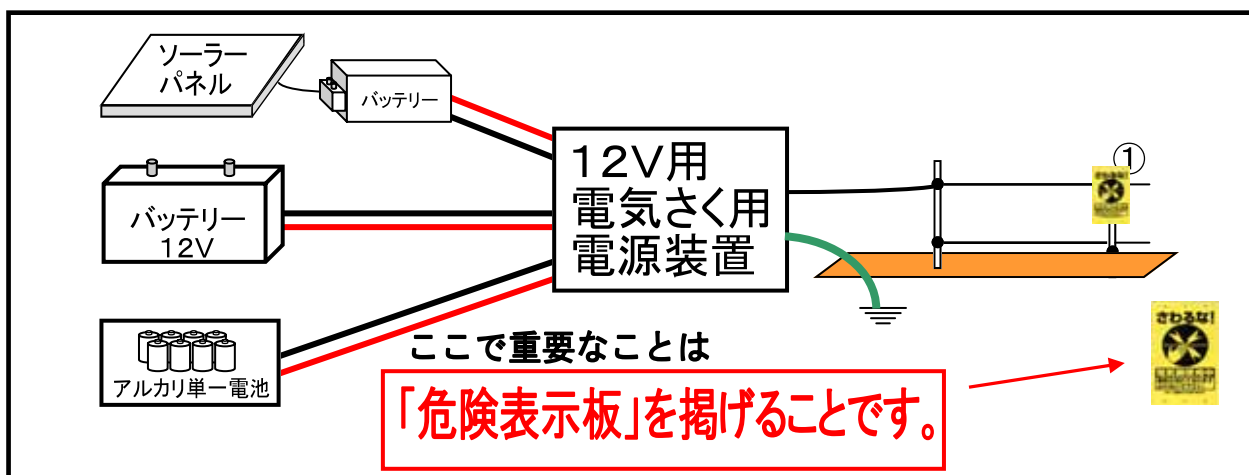 ソーラー
パネル
バッテリー
バッテリー
12V
アルカリ単一電池
12V用
電気さく用
電源装置
①
さわるな!
ここで重要なことは
「危険表示板」を掲げることです。
さわるな!